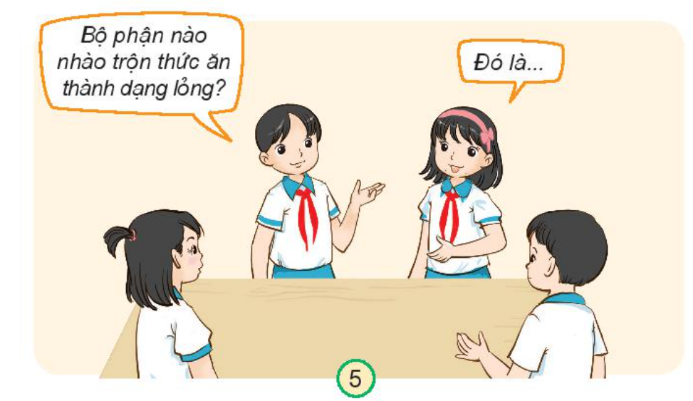 Bộ phận nào
nhào trộn thức ăn
thành dạng lỏng?
Đó là...
5